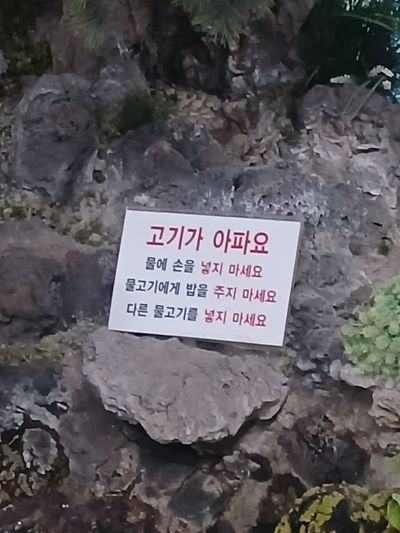 고기가 아파요
물에 손을 넣지 마세요
물고기에게 밥을 주지 마세요
다른 물고기를 넣지 마세요